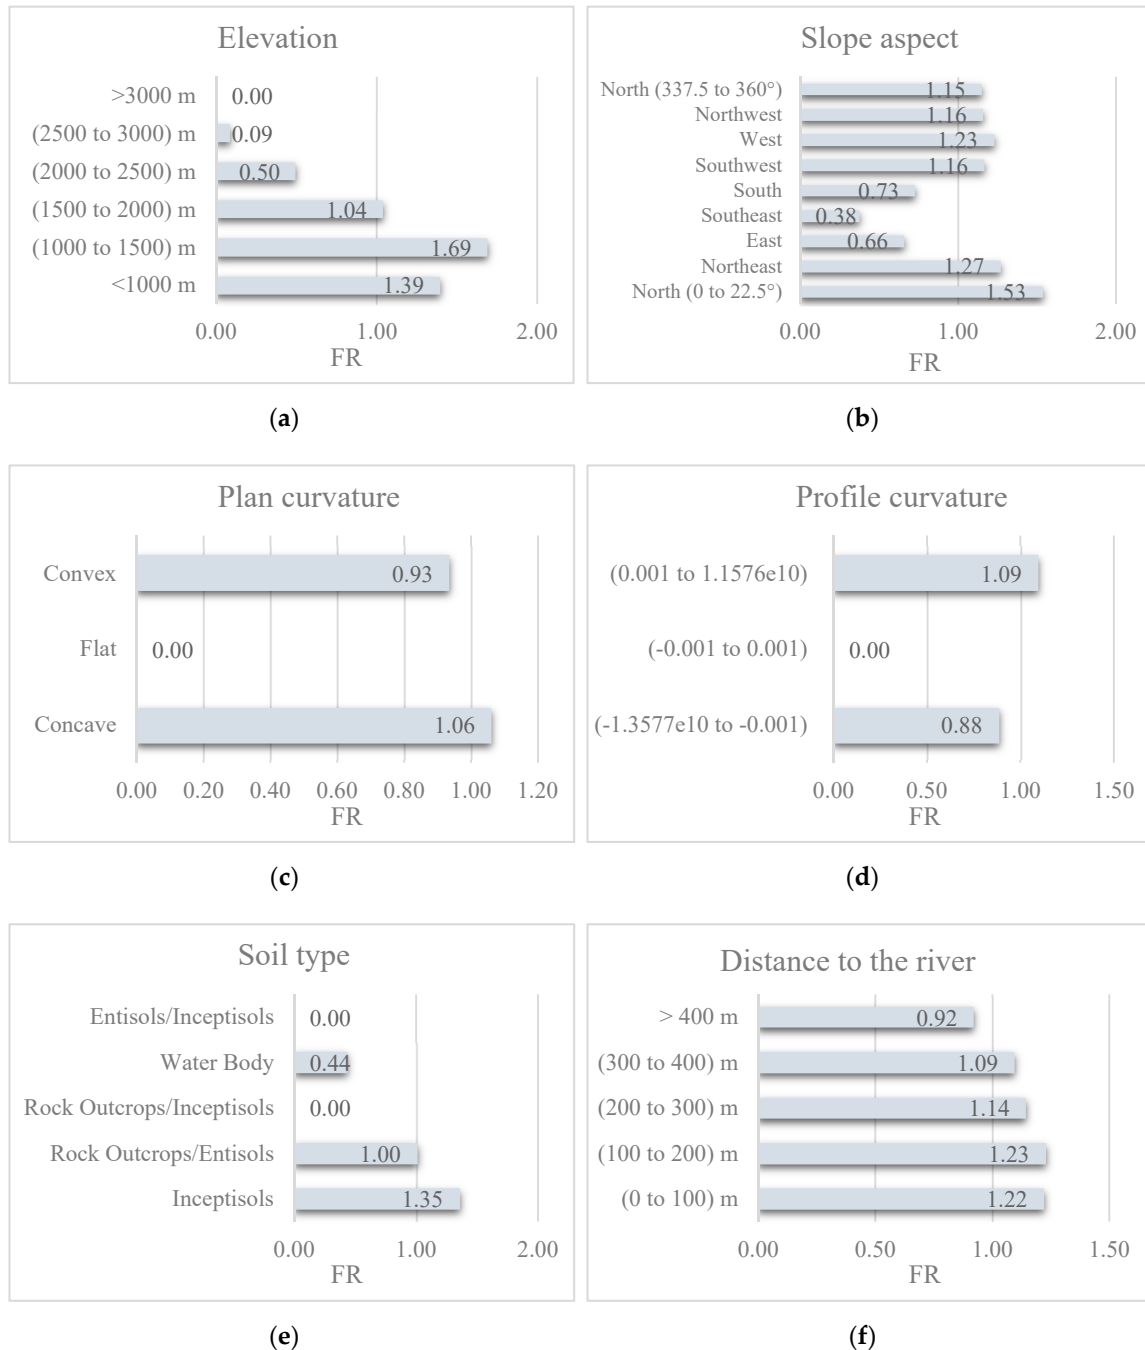 Elevation
>3000 m 0.00
(2500 to 3000) m 0.09
(2000 to 2500) m 0.50
(1500 to 2000) m 1.04
(1000 to 1500) m 1.69
<1000 m 1.39
0.00 1.00 2.00
FR
(a)
Slope aspect
North (337.5 to 360°) 1.15
Northwest 1.16
West 1.23
Southwest 1.16
South 0.73
Southeast 0.38
East 0.66
Northeast 1.27
North (0 to 22.5°) 1.53
0.00 1.00 2.00
FR
(b)
Plan curvature
Convex 0.93
Flat 0.00
Concave 1.06
0.00 0.20 0.40 0.60 0.80 1.00 1.20
FR
(c)
Profile curvature
(0.001 to 1.1576e10) 1.09
(-0.001 to 0.001) 0.00
(-1.3577e10 to -0.001) 0.88
0.00 0.50 1.00 1.50
FR
(d)
Soil type
Entisols/Inceptisols 0.00
Water Body 0.44
Rock Outcrops/Inceptisols 0.00
Rock Outcrops/Entisols 1.00
Inceptisols 1.35
0.00 1.00 2.00
FR
(e)
Distance to the river
> 400 m 0.92
(300 to 400) m 1.09
(200 to 300) m 1.14
(100 to 200) m 1.23
(0 to 100) m 1.22
0.00 0.50 1.00 1.50
FR
(f)